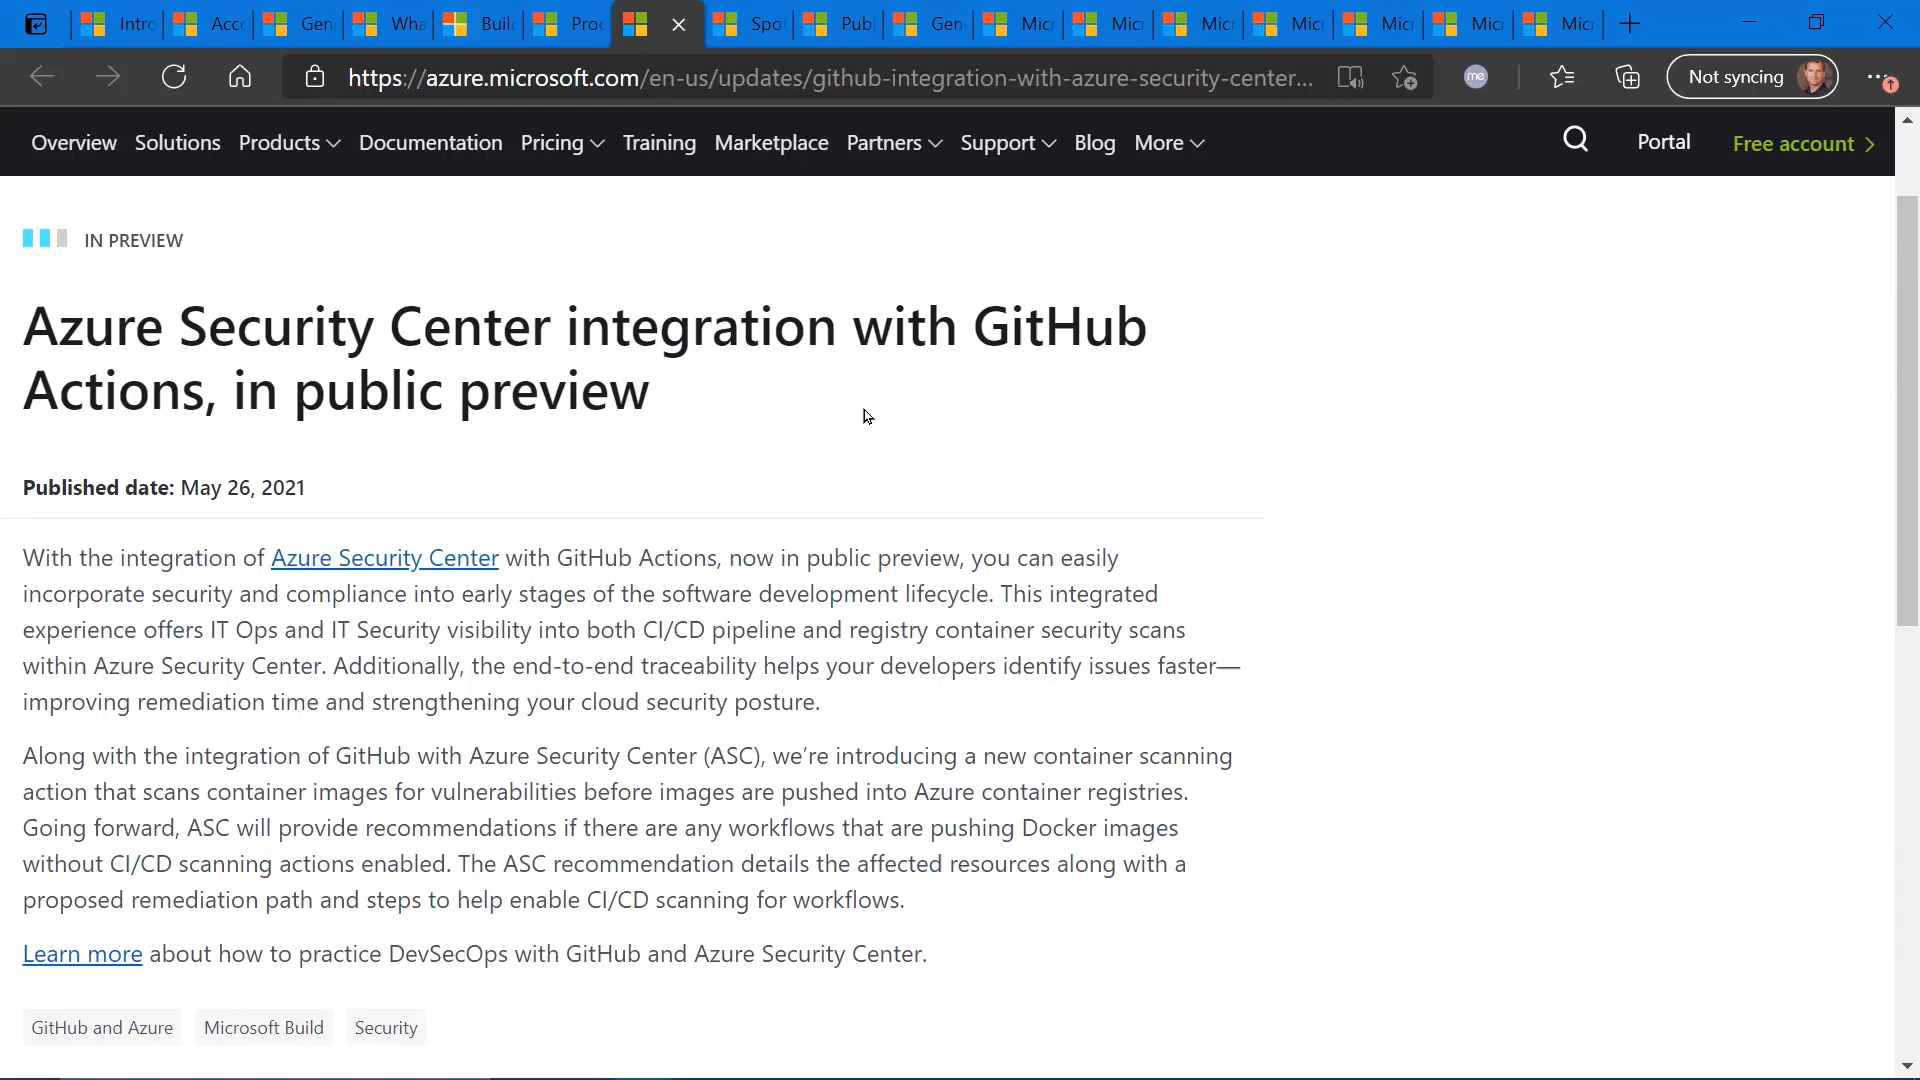 Intro Acce Gen Wha Buil Proc Spo Publ Gen Micr Micr Micr Micr Micr Micr Micr
https://azure.microsoft.com/en-us/updates/github-integration-with-azure-security-center... me Not syncing
Overview Solutions Products Documentation Pricing Training Marketplace Partners Support Blog More Portal Free account
IN PREVIEW
Azure Security Center integration with GitHub
Actions, in public preview
Published date: May 26, 2021
With the integration of Azure Security Center with GitHub Actions, now in public preview, you can easily
incorporate security and compliance into early stages of the software development lifecycle. This integrated
experience offers IT Ops and IT Security visibility into both CI/CD pipeline and registry container security scans
within Azure Security Center. Additionally, the end-to-end traceability helps your developers identify issues faster—
improving remediation time and strengthening your cloud security posture.
Along with the integration of GitHub with Azure Security Center (ASC), we’re introducing a new container scanning
action that scans container images for vulnerabilities before images are pushed into Azure container registries.
Going forward, ASC will provide recommendations if there are any workflows that are pushing Docker images
without CI/CD scanning actions enabled. The ASC recommendation details the affected resources along with a
proposed remediation path and steps to help enable CI/CD scanning for workflows.
Learn more about how to practice DevSecOps with GitHub and Azure Security Center.
GitHub and Azure Microsoft Build Security